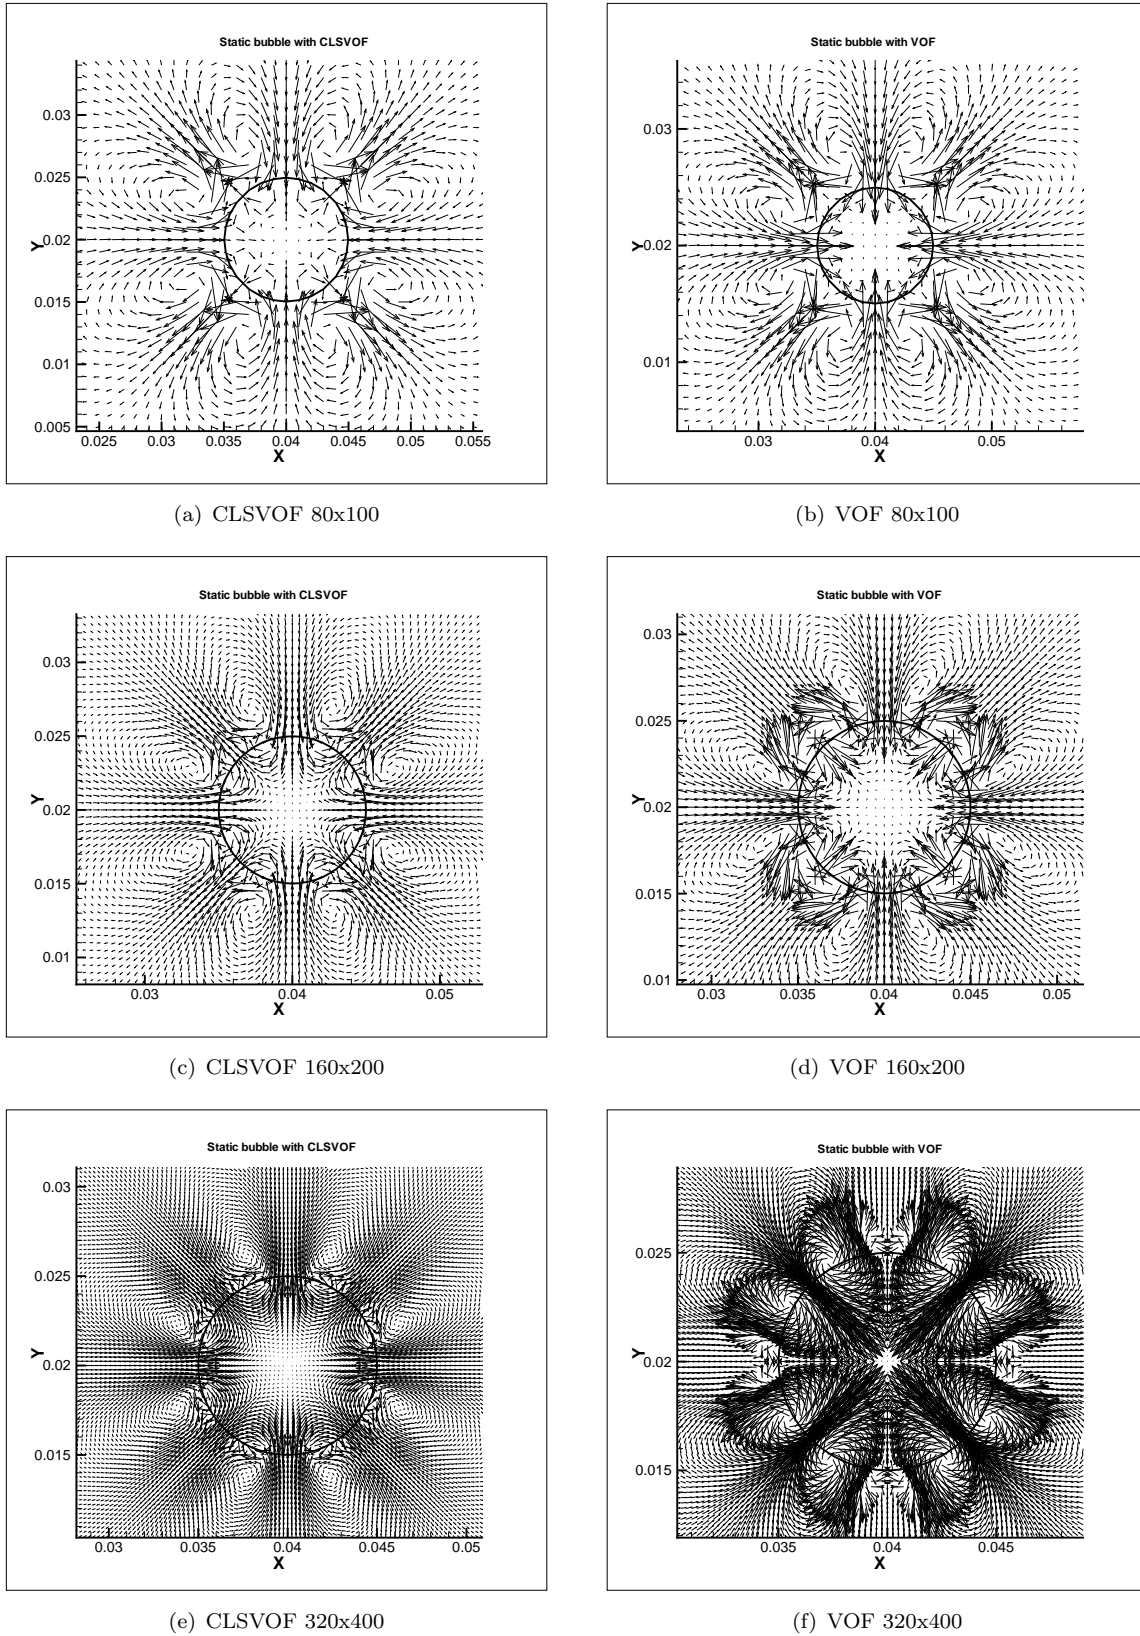 Static bubble with CLSVOF
Y
0.03
0.025
0.02
0.015
0.01
0.005
0.025 0.03 0.035 0.04 0.045 0.05 0.055
X
(a) CLSVOF 80x100
Static bubble with VOF
Y
0.03
0.02
0.01
0.03 0.04 0.05
X
(b) VOF 80x100
Static bubble with CLSVOF
Y
0.03
0.025
0.02
0.015
0.01
0.03 0.04 0.05
X
(c) CLSVOF 160x200
Static bubble with VOF
Y
0.03
0.025
0.02
0.015
0.01
0.03 0.035 0.04 0.045 0.05
X
(d) VOF 160x200
Static bubble with CLSVOF
Y
0.03
0.025
0.02
0.015
0.03 0.035 0.04 0.045 0.05
X
(e) CLSVOF 320x400
Static bubble with VOF
Y
0.025
0.02
0.015
0.035 0.04 0.045
X
(f) VOF 320x400